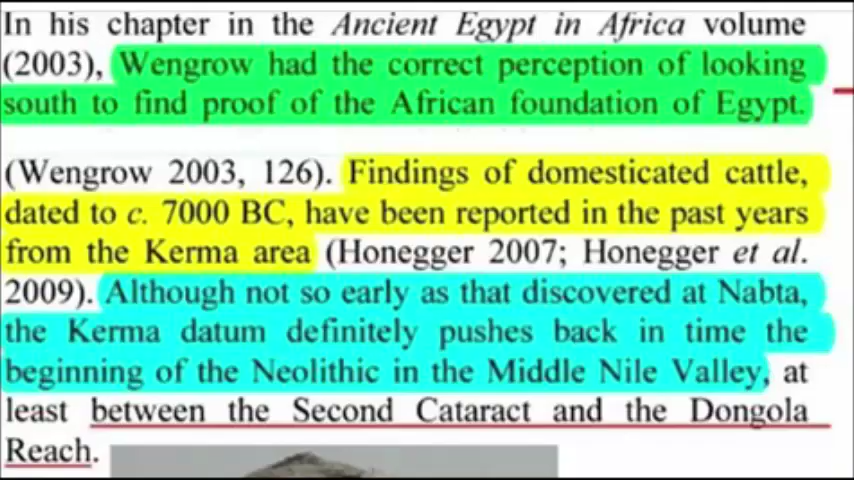 In his chapter in the Ancient Egypt in Africa volume
(2003), Wengrow had the correct perception of looking
south to find proof of the African foundation of Egypt.
(Wengrow 2003, 126). Findings of domesticated cattle,
dated to c. 7000 BC, have been reported in the past years
from the Kerma area (Honegger 2007; Honegger et al.
2009). Although not so early as that discovered at Nabta,
the Kerma datum definitely pushes back in time the
beginning of the Neolithic in the Middle Nile Valley, at
least between the Second Cataract and the Dongola
Reach.